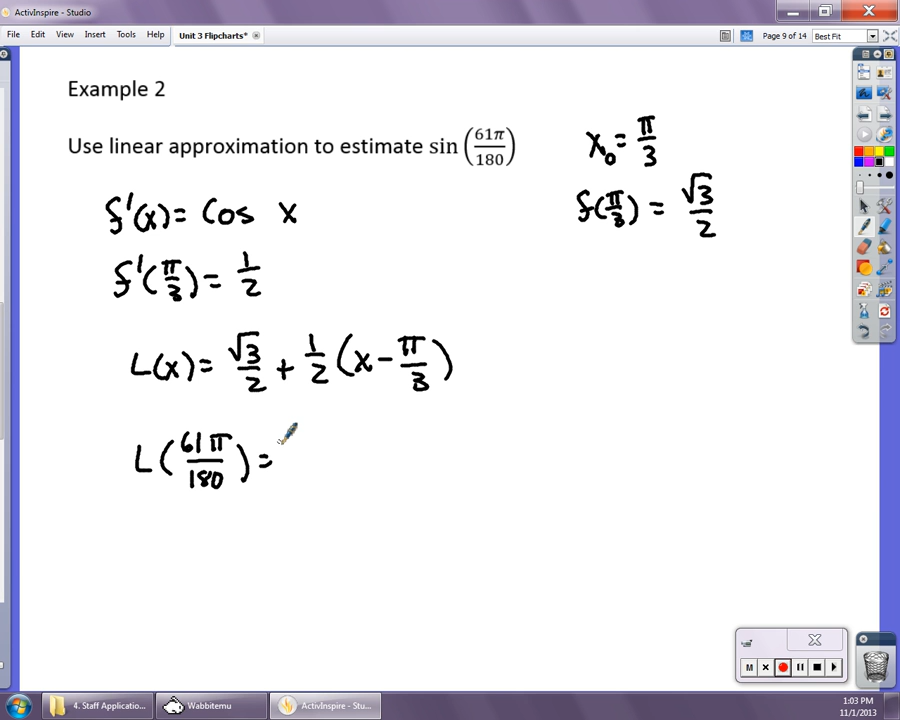 ActivInspire - Studio
File Edit View Insert Tools Help Unit 3 Flipcharts* Page 9 of 14 Best Fit
Example 2
Use linear approximation to estimate sin (61π/180)
x₀ = π/3
f(π/3) = √3/2
f'(x) = cos x
f'(π/3) = 1/2
L(x) = √3/2 + 1/2 (x - π/3)
L(61π/180) =
M
4. Staff Applicatio... Wabbitemu ActivInspire - Stu...
1:03 PM
11/1/2013